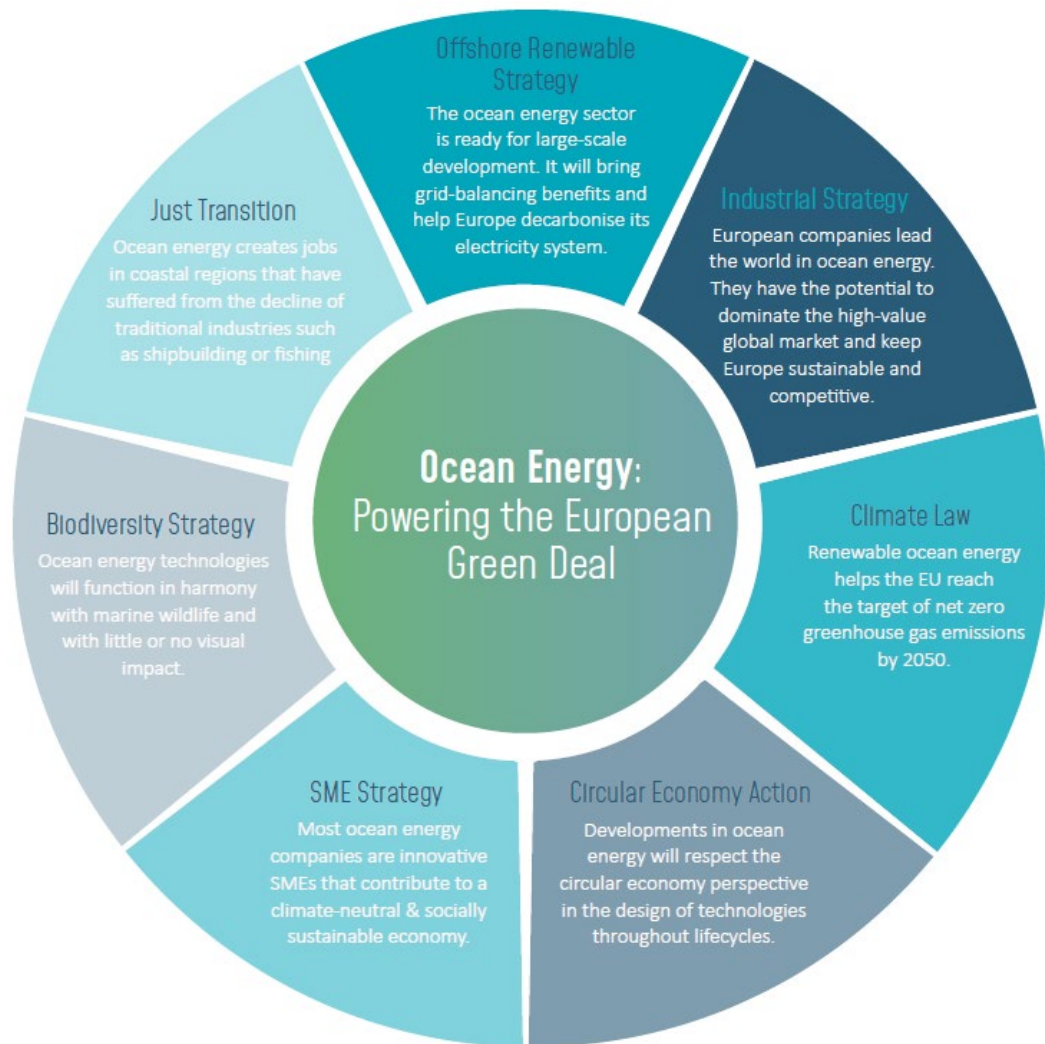 Offshore Renewable
Strategy
The ocean energy sector
is ready for large-scale
development. It will bring
grid-balancing benefits and
help Europe decarbonise its
electricity system.
Industrial Strategy
European companies lead
the world in ocean energy.
They have the potential to
dominate the high-value
global market and keep
Europe sustainable and
competitive.
Climate Law
Renewable ocean energy
helps the EU reach
the target of net zero
greenhouse gas emissions
by 2050.
Circular Economy Action
Developments in ocean
energy will respect the
circular economy perspective
in the design of technologies
throughout lifecycles.
SME Strategy
Most ocean energy
companies are innovative
SMEs that contribute to a
climate-neutral & socially
sustainable economy.
Biodiversity Strategy
Ocean energy technologies
will function in harmony
with marine wildlife and
with little or no visual
impact.
Just Transition
Ocean energy creates jobs
in coastal regions that have
suffered from the decline of
traditional industries such
as shipbuilding or fishing
Ocean Energy:
Powering the European
Green Deal